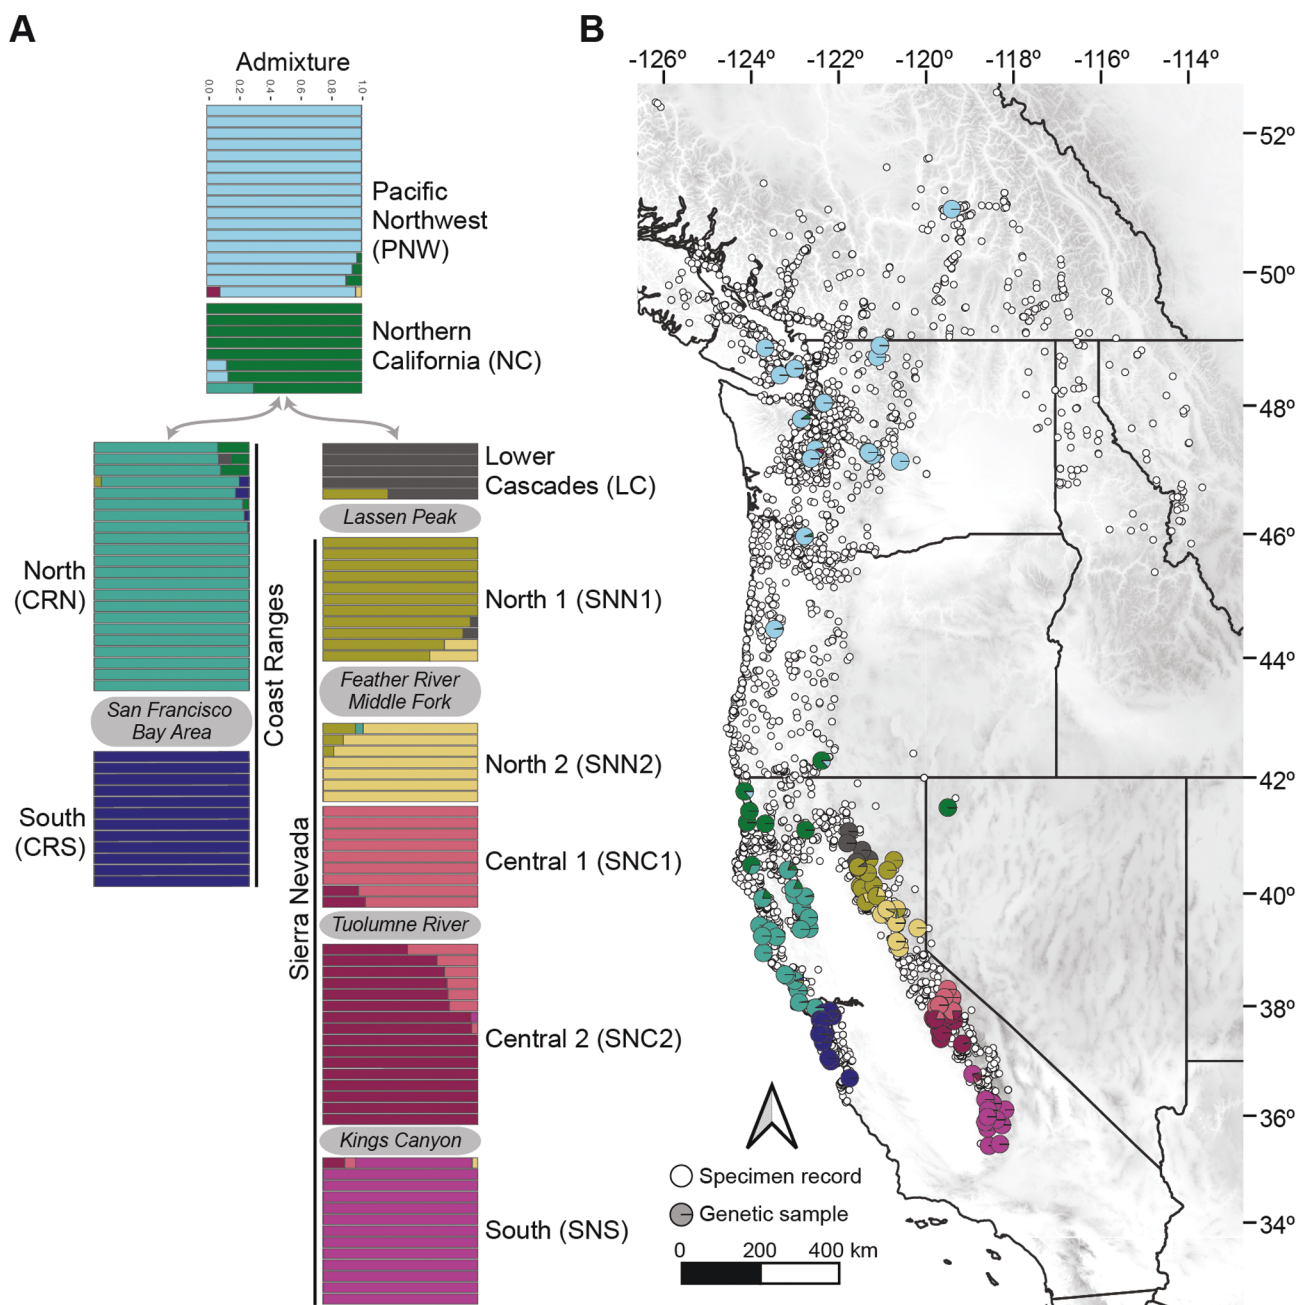 A
Admixture
0.0
0.2
0.4
0.6
0.8
1.0
Pacific
Northwest
(PNW)
Northern
California (NC)
North
(CRN)
San Francisco
Bay Area
South
(CRS)
Coast Ranges
Lower
Cascades (LC)
Lassen Peak
North 1 (SNN1)
Feather River
Middle Fork
North 2 (SNN2)
Central 1 (SNC1)
Tuolumne River
Central 2 (SNC2)
Kings Canyon
South (SNS)
Sierra Nevada
B
-126º
-124º
-122º
-120º
-118º
-116º
-114º
52º
50º
48º
46º
44º
42º
40º
38º
36º
34º
Specimen record
Genetic sample
0 200 400 km